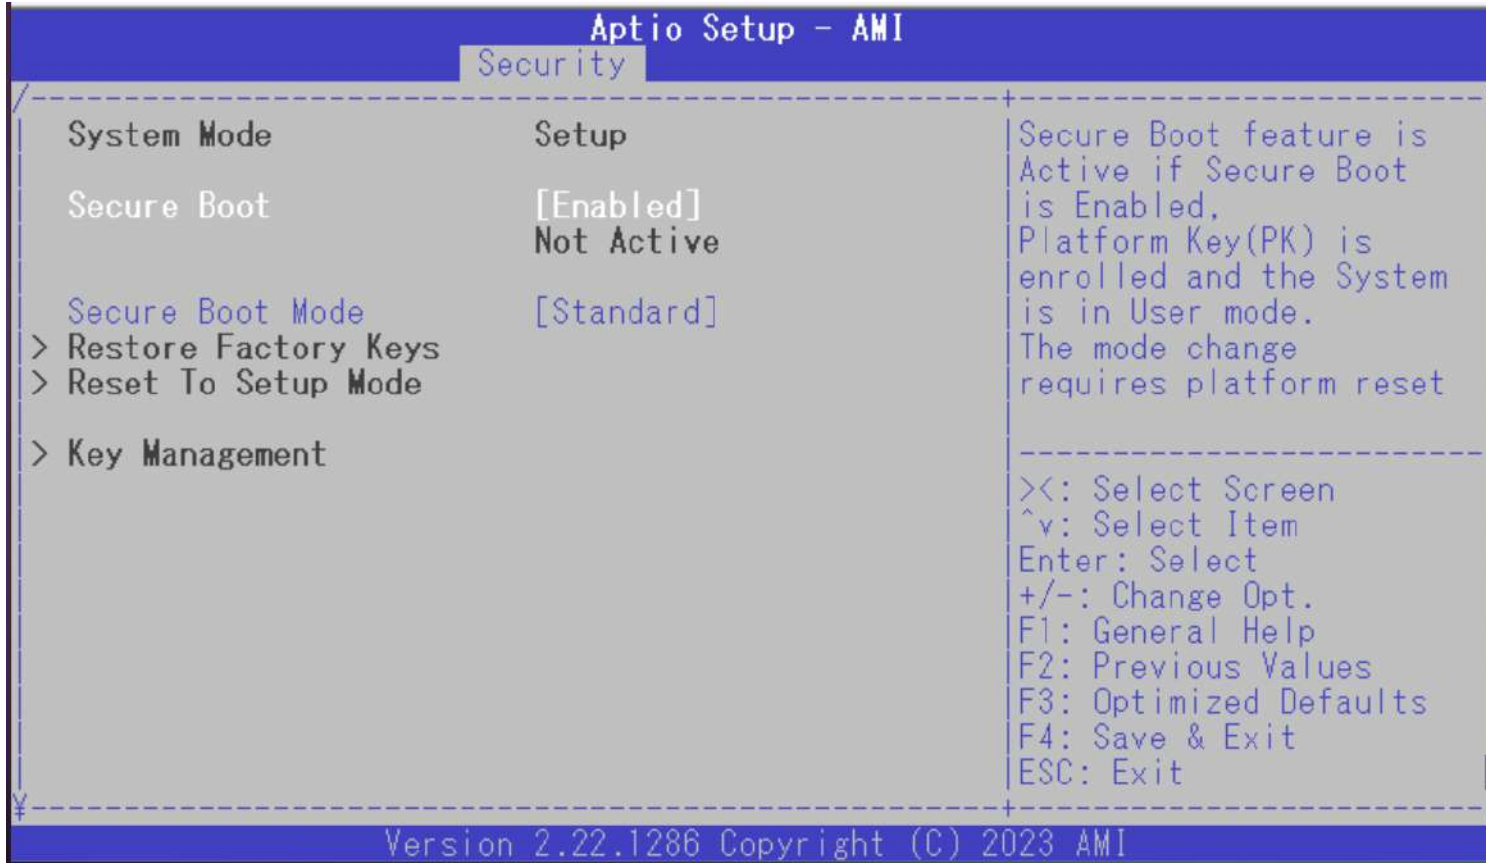 Aptio Setup - AMI
Security
System Mode Setup
Secure Boot [Enabled]
Not Active
Secure Boot Mode [Standard]
> Restore Factory Keys
> Reset To Setup Mode
> Key Management
Secure Boot feature is
Active if Secure Boot
is Enabled,
Platform Key(PK) is
enrolled and the System
is in User mode.
The mode change
requires platform reset
><: Select Screen
^v: Select Item
Enter: Select
+/-: Change Opt.
F1: General Help
F2: Previous Values
F3: Optimized Defaults
F4: Save & Exit
ESC: Exit
Version 2.22.1286 Copyright (C) 2023 AMI